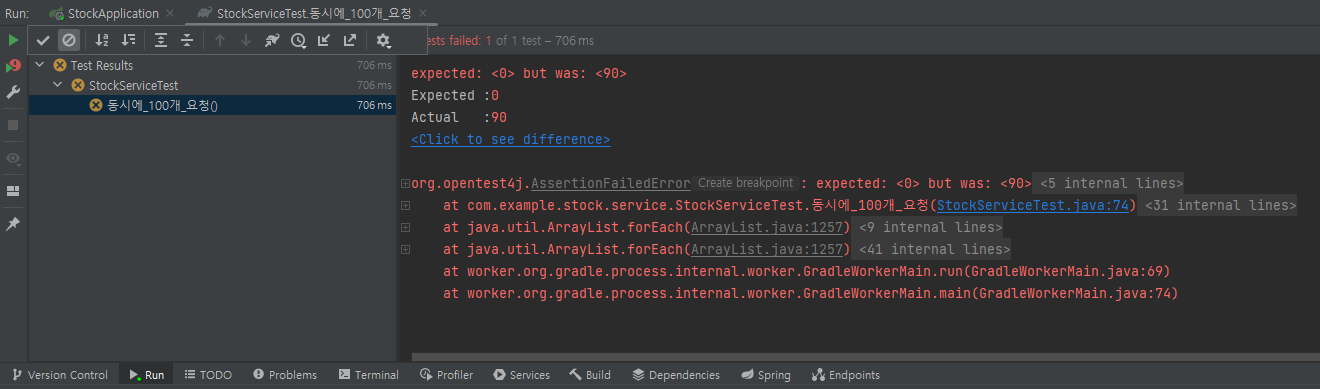 Run: StockApplication × StockServiceTest.동시에_100개_요청 ×
ests failed: 1 of 1 test – 706 ms
Test Results 706 ms
StockServiceTest 706 ms
동시에_100개_요청() 706 ms
expected: <0> but was: <90>
Expected :0
Actual   :90
<Click to see difference>
org.opentest4j.AssertionFailedError Create breakpoint : expected: <0> but was: <90> <5 internal lines>
at com.example.stock.service.StockServiceTest.동시에_100개_요청(StockServiceTest.java:74) <31 internal lines>
at java.util.ArrayList.forEach(ArrayList.java:1257) <9 internal lines>
at java.util.ArrayList.forEach(ArrayList.java:1257) <41 internal lines>
at worker.org.gradle.process.internal.worker.GradleWorkerMain.run(GradleWorkerMain.java:69)
at worker.org.gradle.process.internal.worker.GradleWorkerMain.main(GradleWorkerMain.java:74)
Version Control Run TODO Problems Terminal Profiler Services Build Dependencies Spring Endpoints